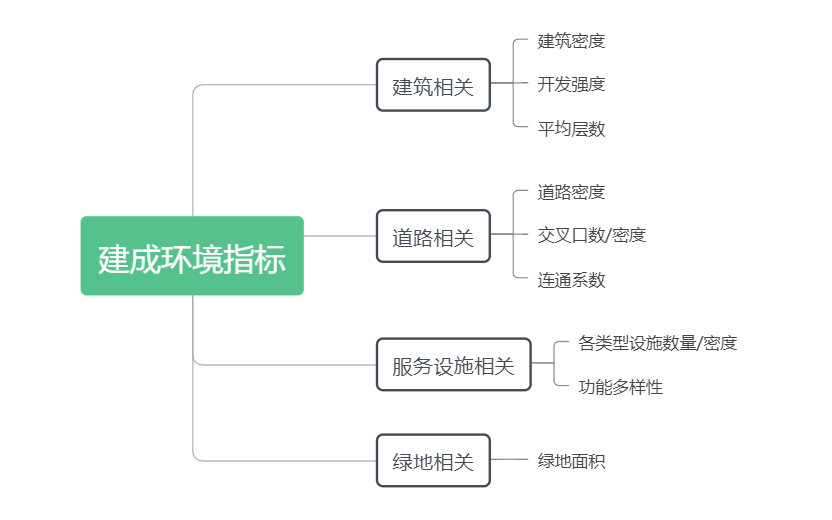 建成环境指标
建筑相关
建筑密度
开发强度
平均层数
道路相关
道路密度
交叉口数/密度
连通系数
服务设施相关
各类型设施数量/密度
功能多样性
绿地相关
绿地面积